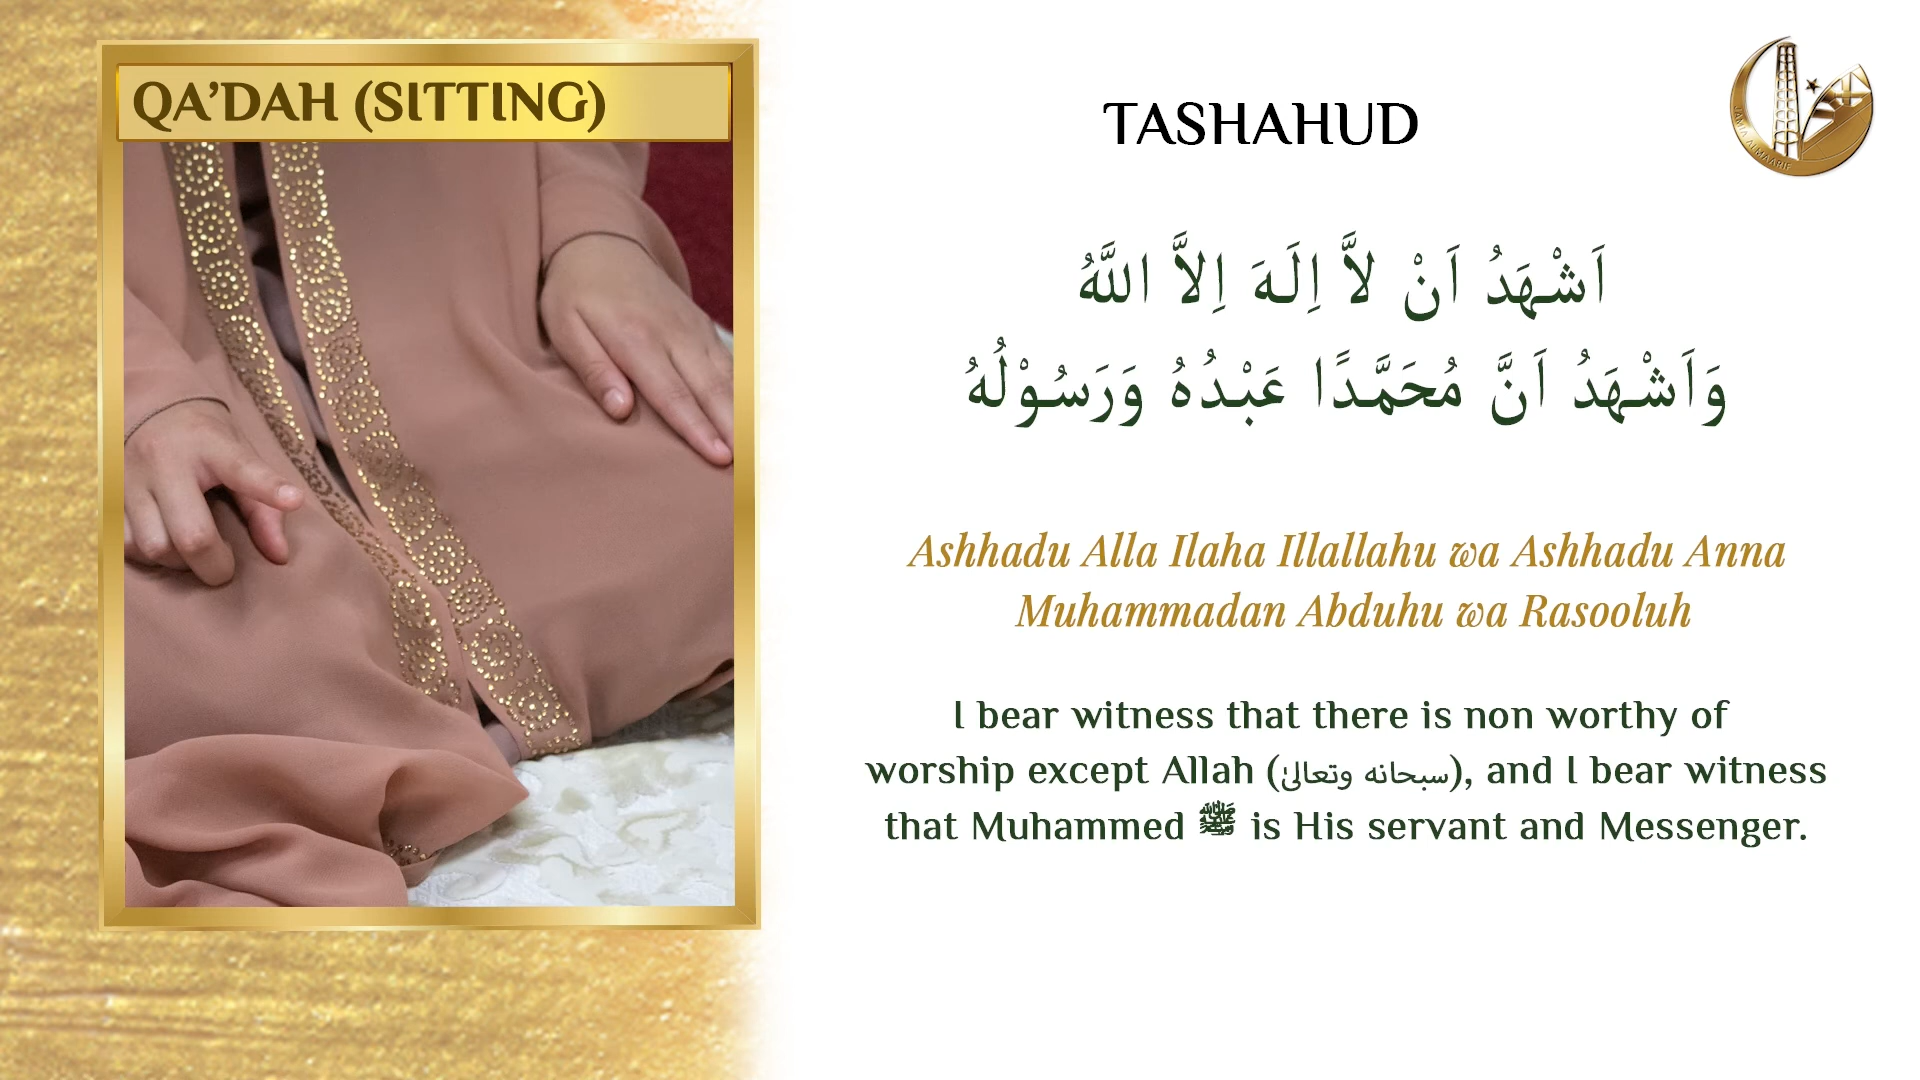 QA’DAH (SITTING)
TASHAHUD
اَشْهَدُ اَنْ لاَّ اِلَهَ اِلاَّ اللَّهُ
وَاَشْهَدُ اَنَّ مُحَمَّدًا عَبْدُهُ وَرَسُوْلُهُ
Ashhadu Alla Ilaha Illallahu wa Ashhadu Anna
Muhammadan Abduhu wa Rasooluh
I bear witness that there is non worthy of
worship except Allah (سبحانه وتعالىٰ), and I bear witness
that Muhammed ﷺ is His servant and Messenger.